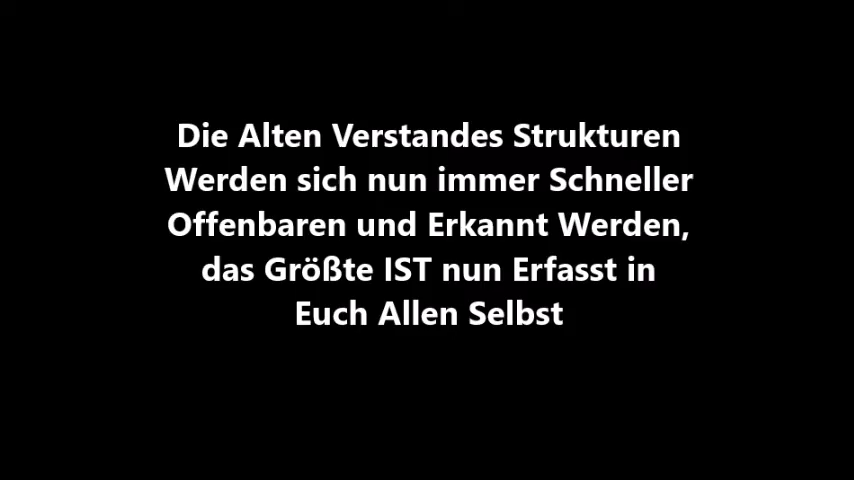 Die Alten Verstandes Strukturen
Werden sich nun immer Schneller
Offenbaren und Erkannt Werden,
das Größte IST nun Erfasst in
Euch Allen Selbst